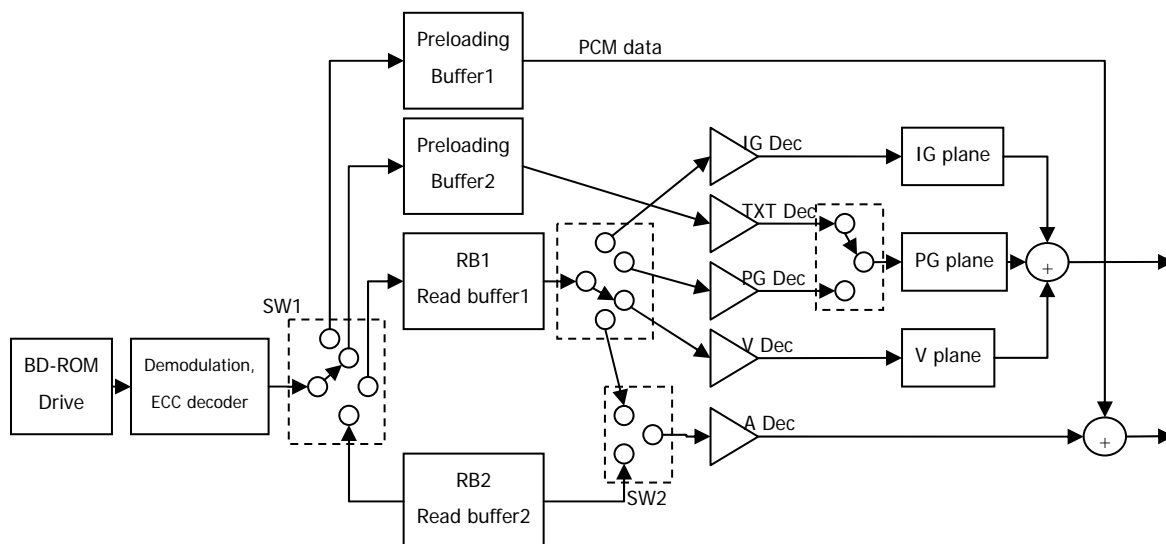 Preloading
Buffer1
PCM data
Preloading
Buffer2
IG Dec
IG plane
TXT Dec
RB1
Read buffer1
PG Dec
PG plane
+
SW1
V Dec
V plane
BD-ROM
Drive
Demodulation,
ECC decoder
A Dec
+
RB2
Read buffer2
SW2